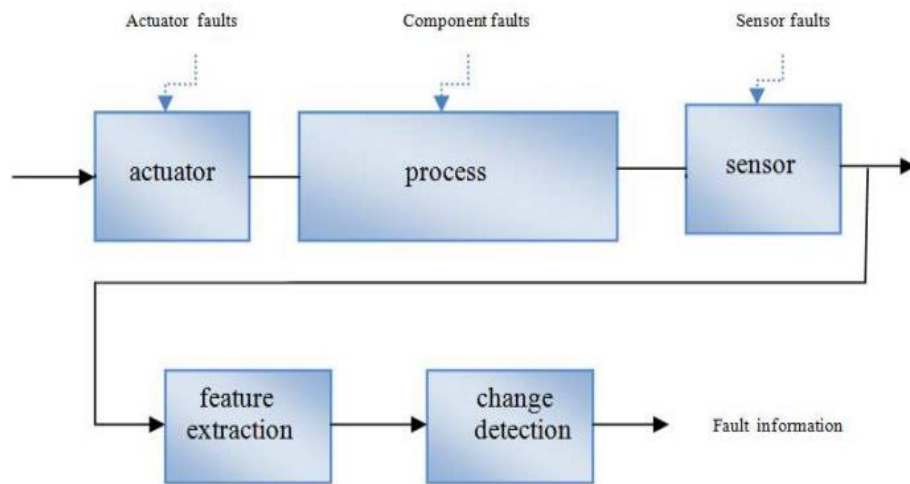 Actuator faults
Component faults
Sensor faults
actuator
process
sensor
feature
extraction
change
detection
Fault information